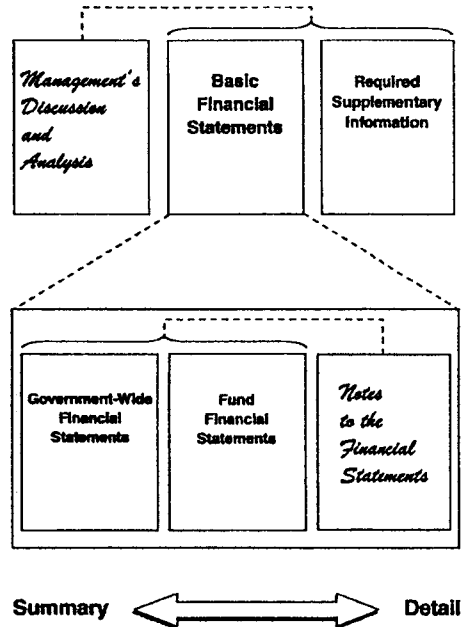 Management's
Discussion
and
Analysis
Basic
Financial
Statements
Required
Supplementary
Information
Government-Wide
Financial
Statements
Fund
Financial
Statements
Notes
to the
Financial
Statements
Summary
Detail